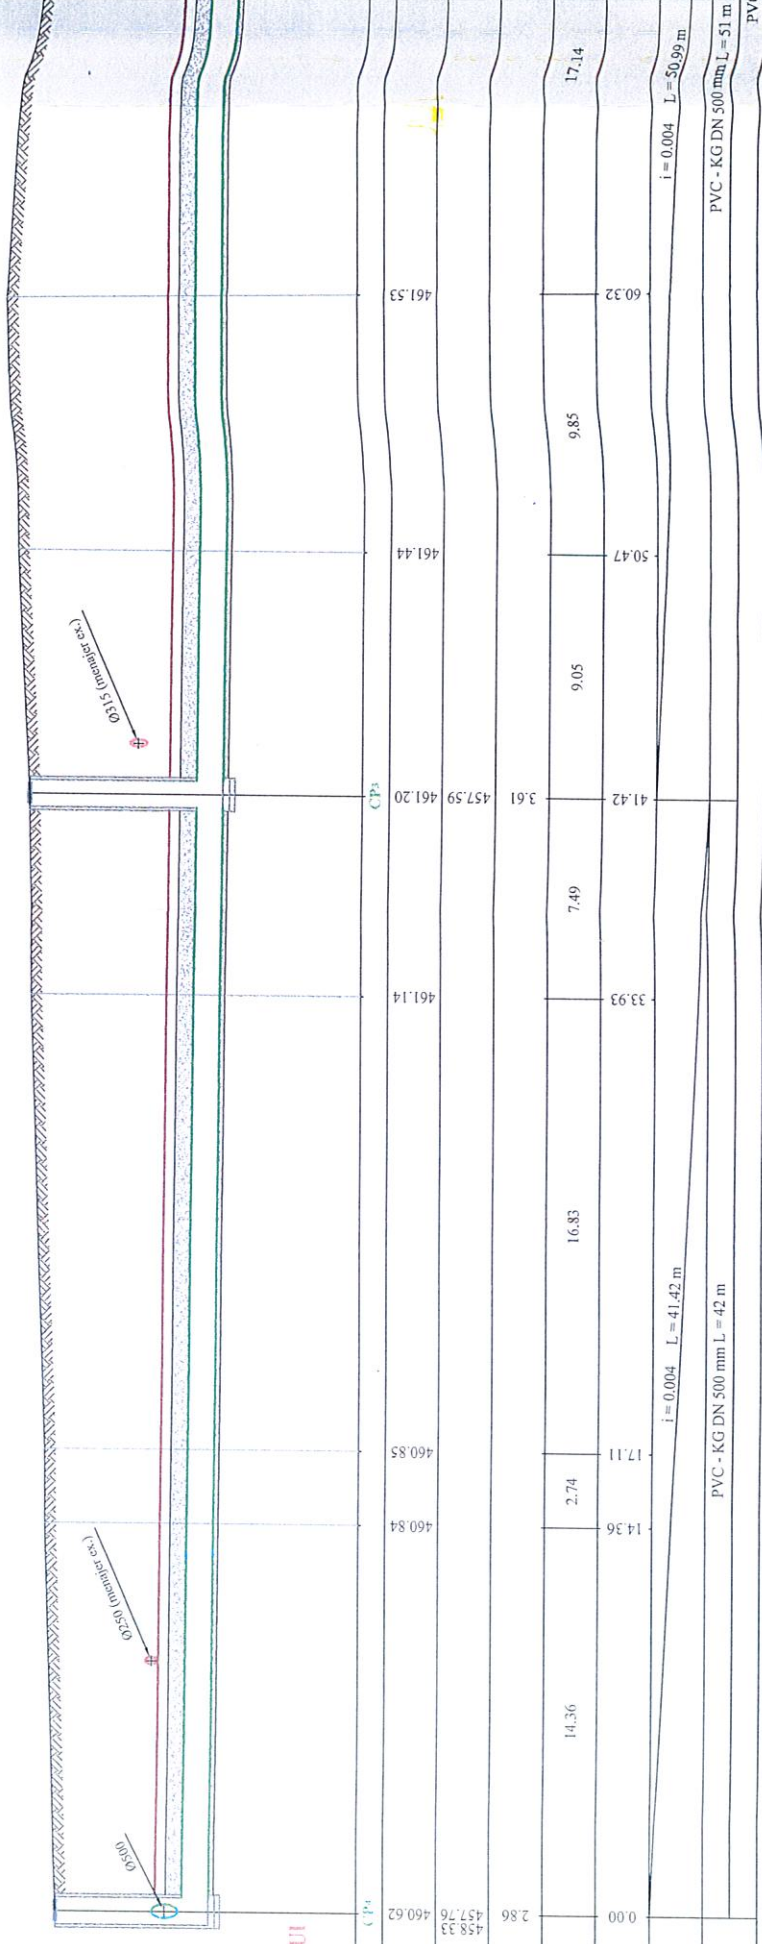 Ø500
Ø250 (menajer ex.)
Ø315 (menajer ex.)
CP4
CP3
460.62
460.84
460.85
461.14
461.20
461.44
461.53
457.76
458.33
457.59
2.86
3.61
14.36
2.74
16.83
7.49
9.05
9.85
17.14
0.00
14.36
17.11
33.93
41.42
50.47
60.32
i = 0.004 L = 41.42 m
i = 0.004 L = 50.99 m
PVC - KG DN 500 mm L = 42 m
PVC - KG DN 500 mm L = 51 m